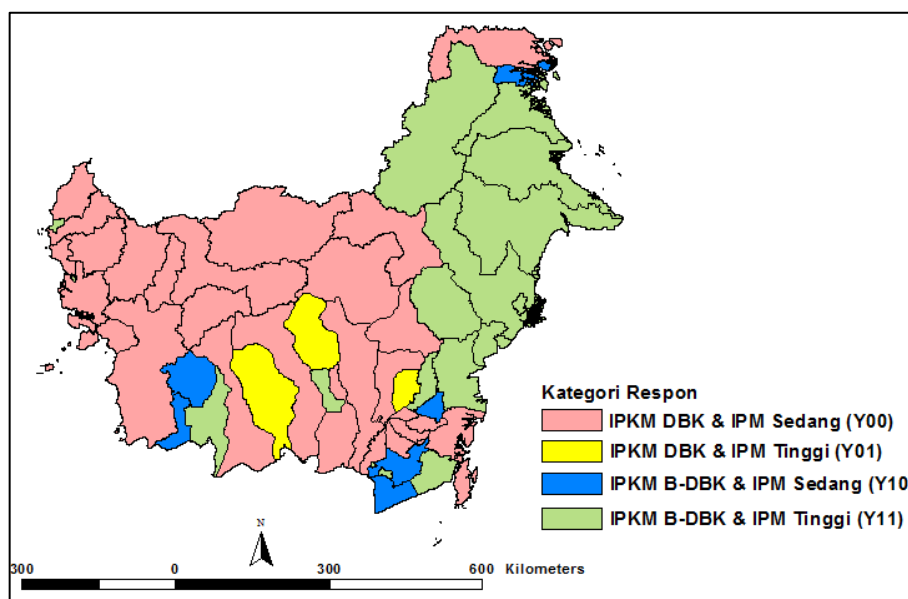 Kategori Respon
IPKM DBK & IPM Sedang (Y00)
IPKM DBK & IPM Tinggi (Y01)
IPKM B-DBK & IPM Sedang (Y10
IPKM B-DBK & IPM Tinggi (Y11)
N
300 0 300 600 Kilometers